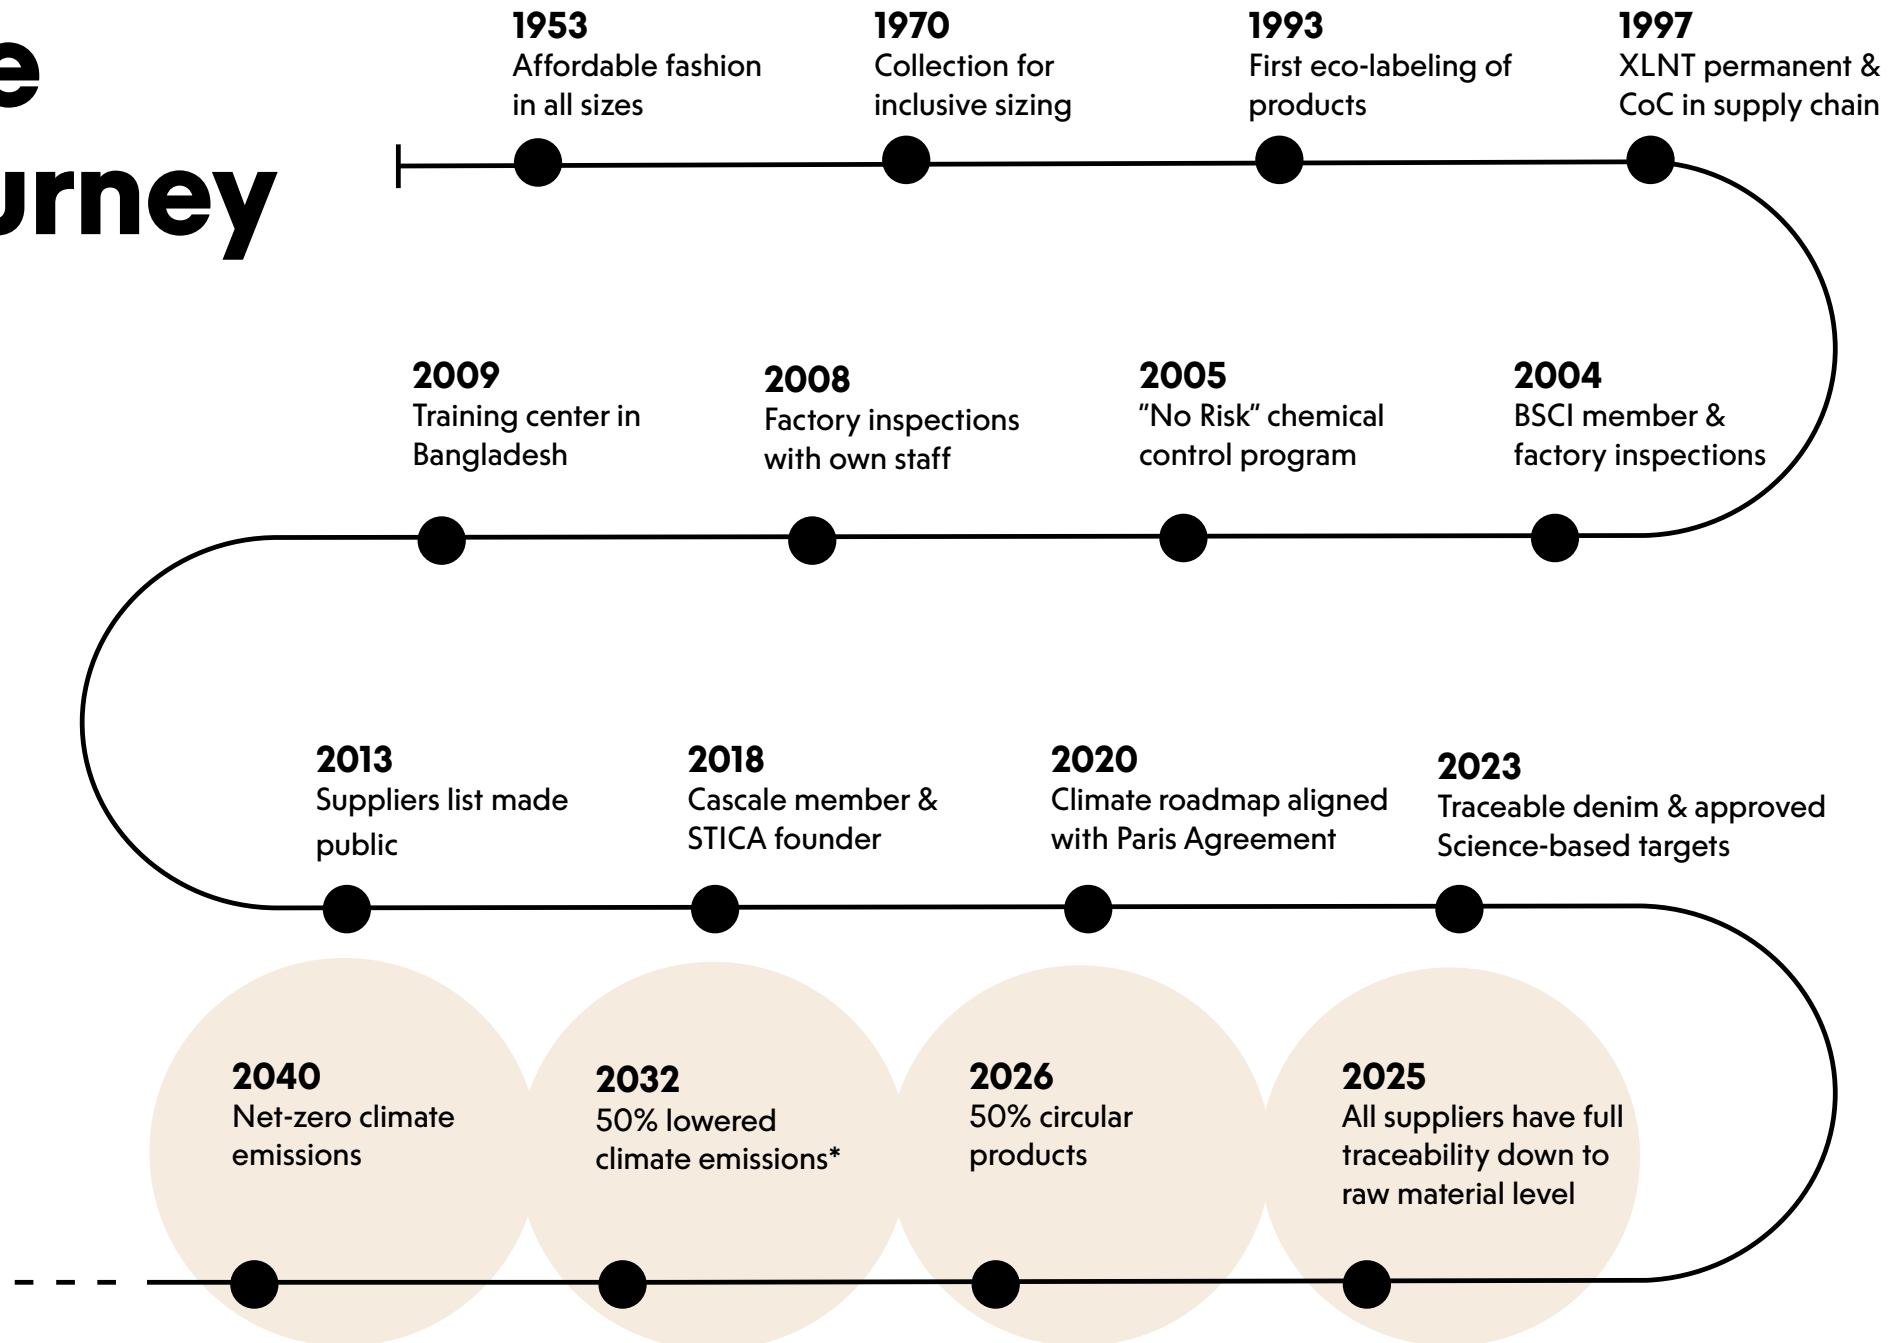 e
urney
1953
Affordable fashion
in all sizes
1970
Collection for
inclusive sizing
1993
First eco-labeling of
products
1997
XLNT permanent &
CoC in supply chain
2009
Training center in
Bangladesh
2008
Factory inspections
with own staff
2005
"No Risk" chemical
control program
2004
BSCI member &
factory inspections
2013
Suppliers list made
public
2018
Cascale member &
STICA founder
2020
Climate roadmap aligned
with Paris Agreement
2023
Traceable denim & approved
Science-based targets
2040
Net-zero climate
emissions
2032
50% lowered
climate emissions*
2026
50% circular
products
2025
All suppliers have full
traceability down to
raw material level